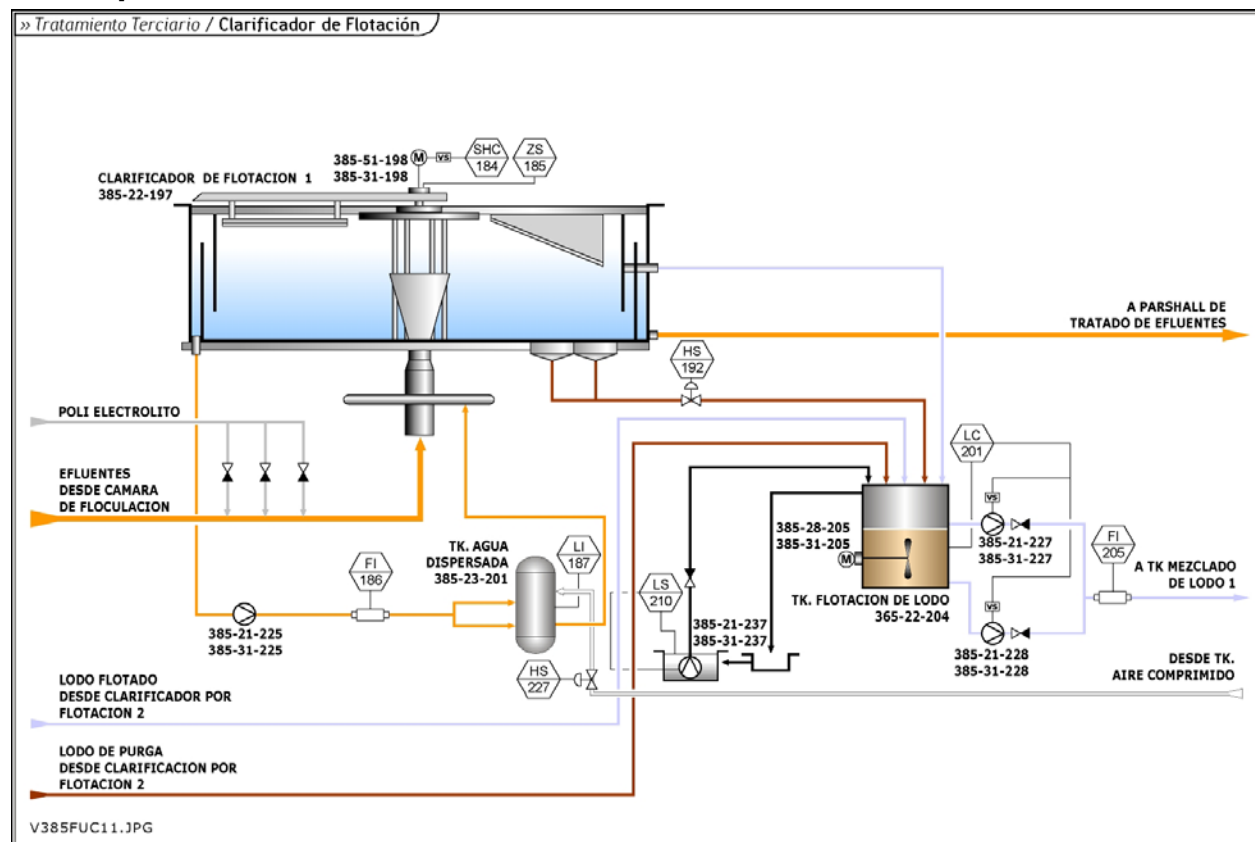 » Tratamiento Terciario / Clarificador de Flotación
385-51-198
385-31-198
M
VS
SHC
184
ZS
185
CLARIFICADOR DE FLOTACION 1
385-22-197
A PARSHALL DE
TRATADO DE EFLUENTES
HS
192
POLI ELECTROLITO
EFLUENTES
DESDE CAMARA
DE FLOCULACION
LC
201
VS
385-28-205
385-31-205
M
385-21-227
385-31-227
FI
205
A TK MEZCLADO
DE LODO 1
TK. AGUA
DISPERSADA
385-23-201
LI
187
FI
186
LS
210
TK. FLOTACION DE LODO
365-22-204
VS
385-21-225
385-31-225
385-21-237
385-31-237
385-21-228
385-31-228
HS
227
DESDE TK.
AIRE COMPRIMIDO
LODO FLOTADO
DESDE CLARIFICADOR POR
FLOTACION 2
LODO DE PURGA
DESDE CLARIFICACION POR
FLOTACION 2
V385FUC11.JPG